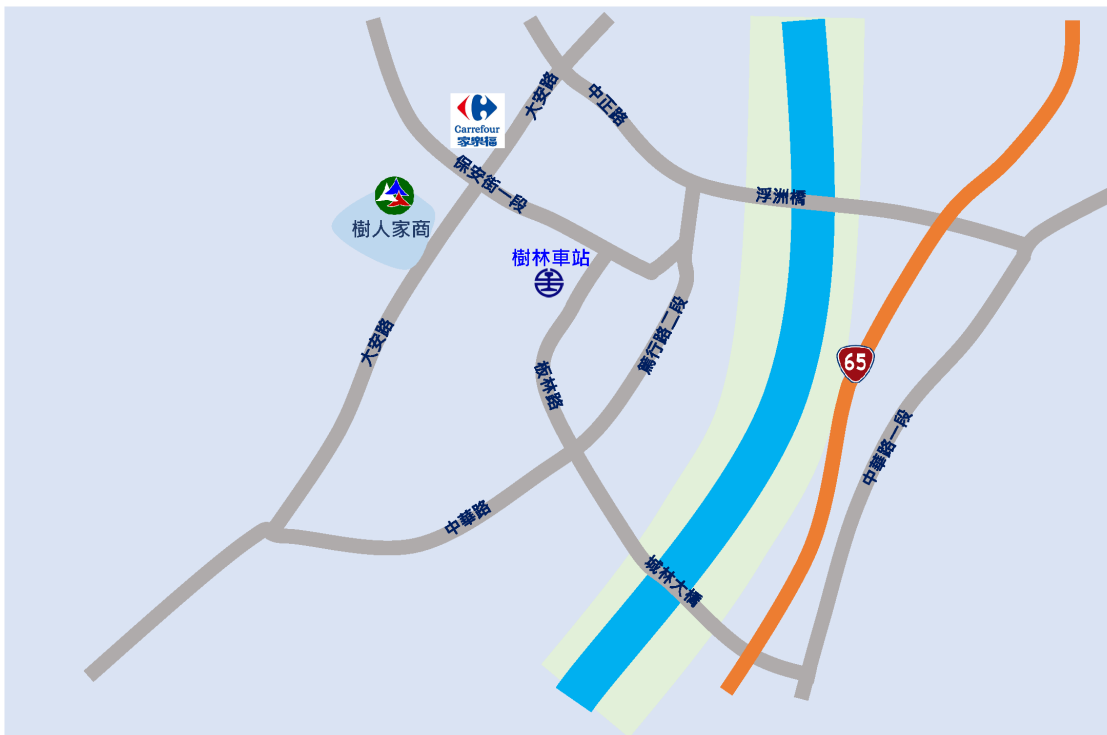 大安路
中正路
Carrefour
家樂福
保安街一段
浮洲橋
樹人家商
樹林車站
大安路
篤行路二段
65
板林路
中華路一段
中華路
城林大橋